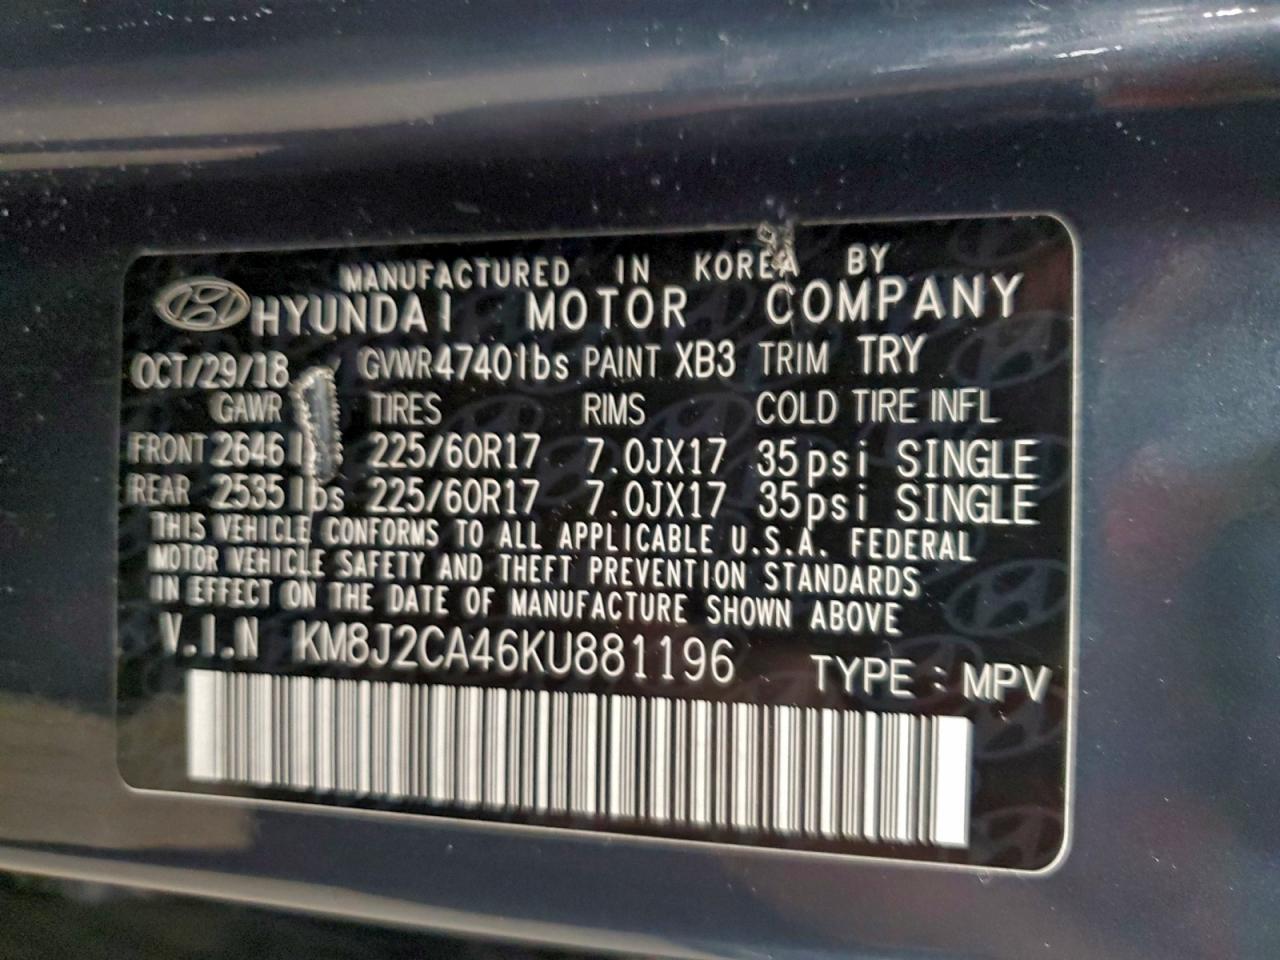 MANUFACTURED IN KOREA BY
HYUNDAI MOTOR COMPANY
OCT/29/18 GVWR 4740lbs PAINT XB3 TRIM TRY
GAWR TIRES RIMS COLD TIRE INFL
FRONT 2646 225/60R17 7.0JX17 35psi SINGLE
REAR 2535lbs 225/60R17 7.0JX17 35psi SINGLE
THIS VEHICLE CONFORMS TO ALL APPLICABLE U.S.A. FEDERAL
MOTOR VEHICLE SAFETY AND THEFT PREVENTION STANDARDS
IN EFFECT ON THE DATE OF MANUFACTURE SHOWN ABOVE
V.I.N KM8J2CA46KU881196 TYPE : MPV